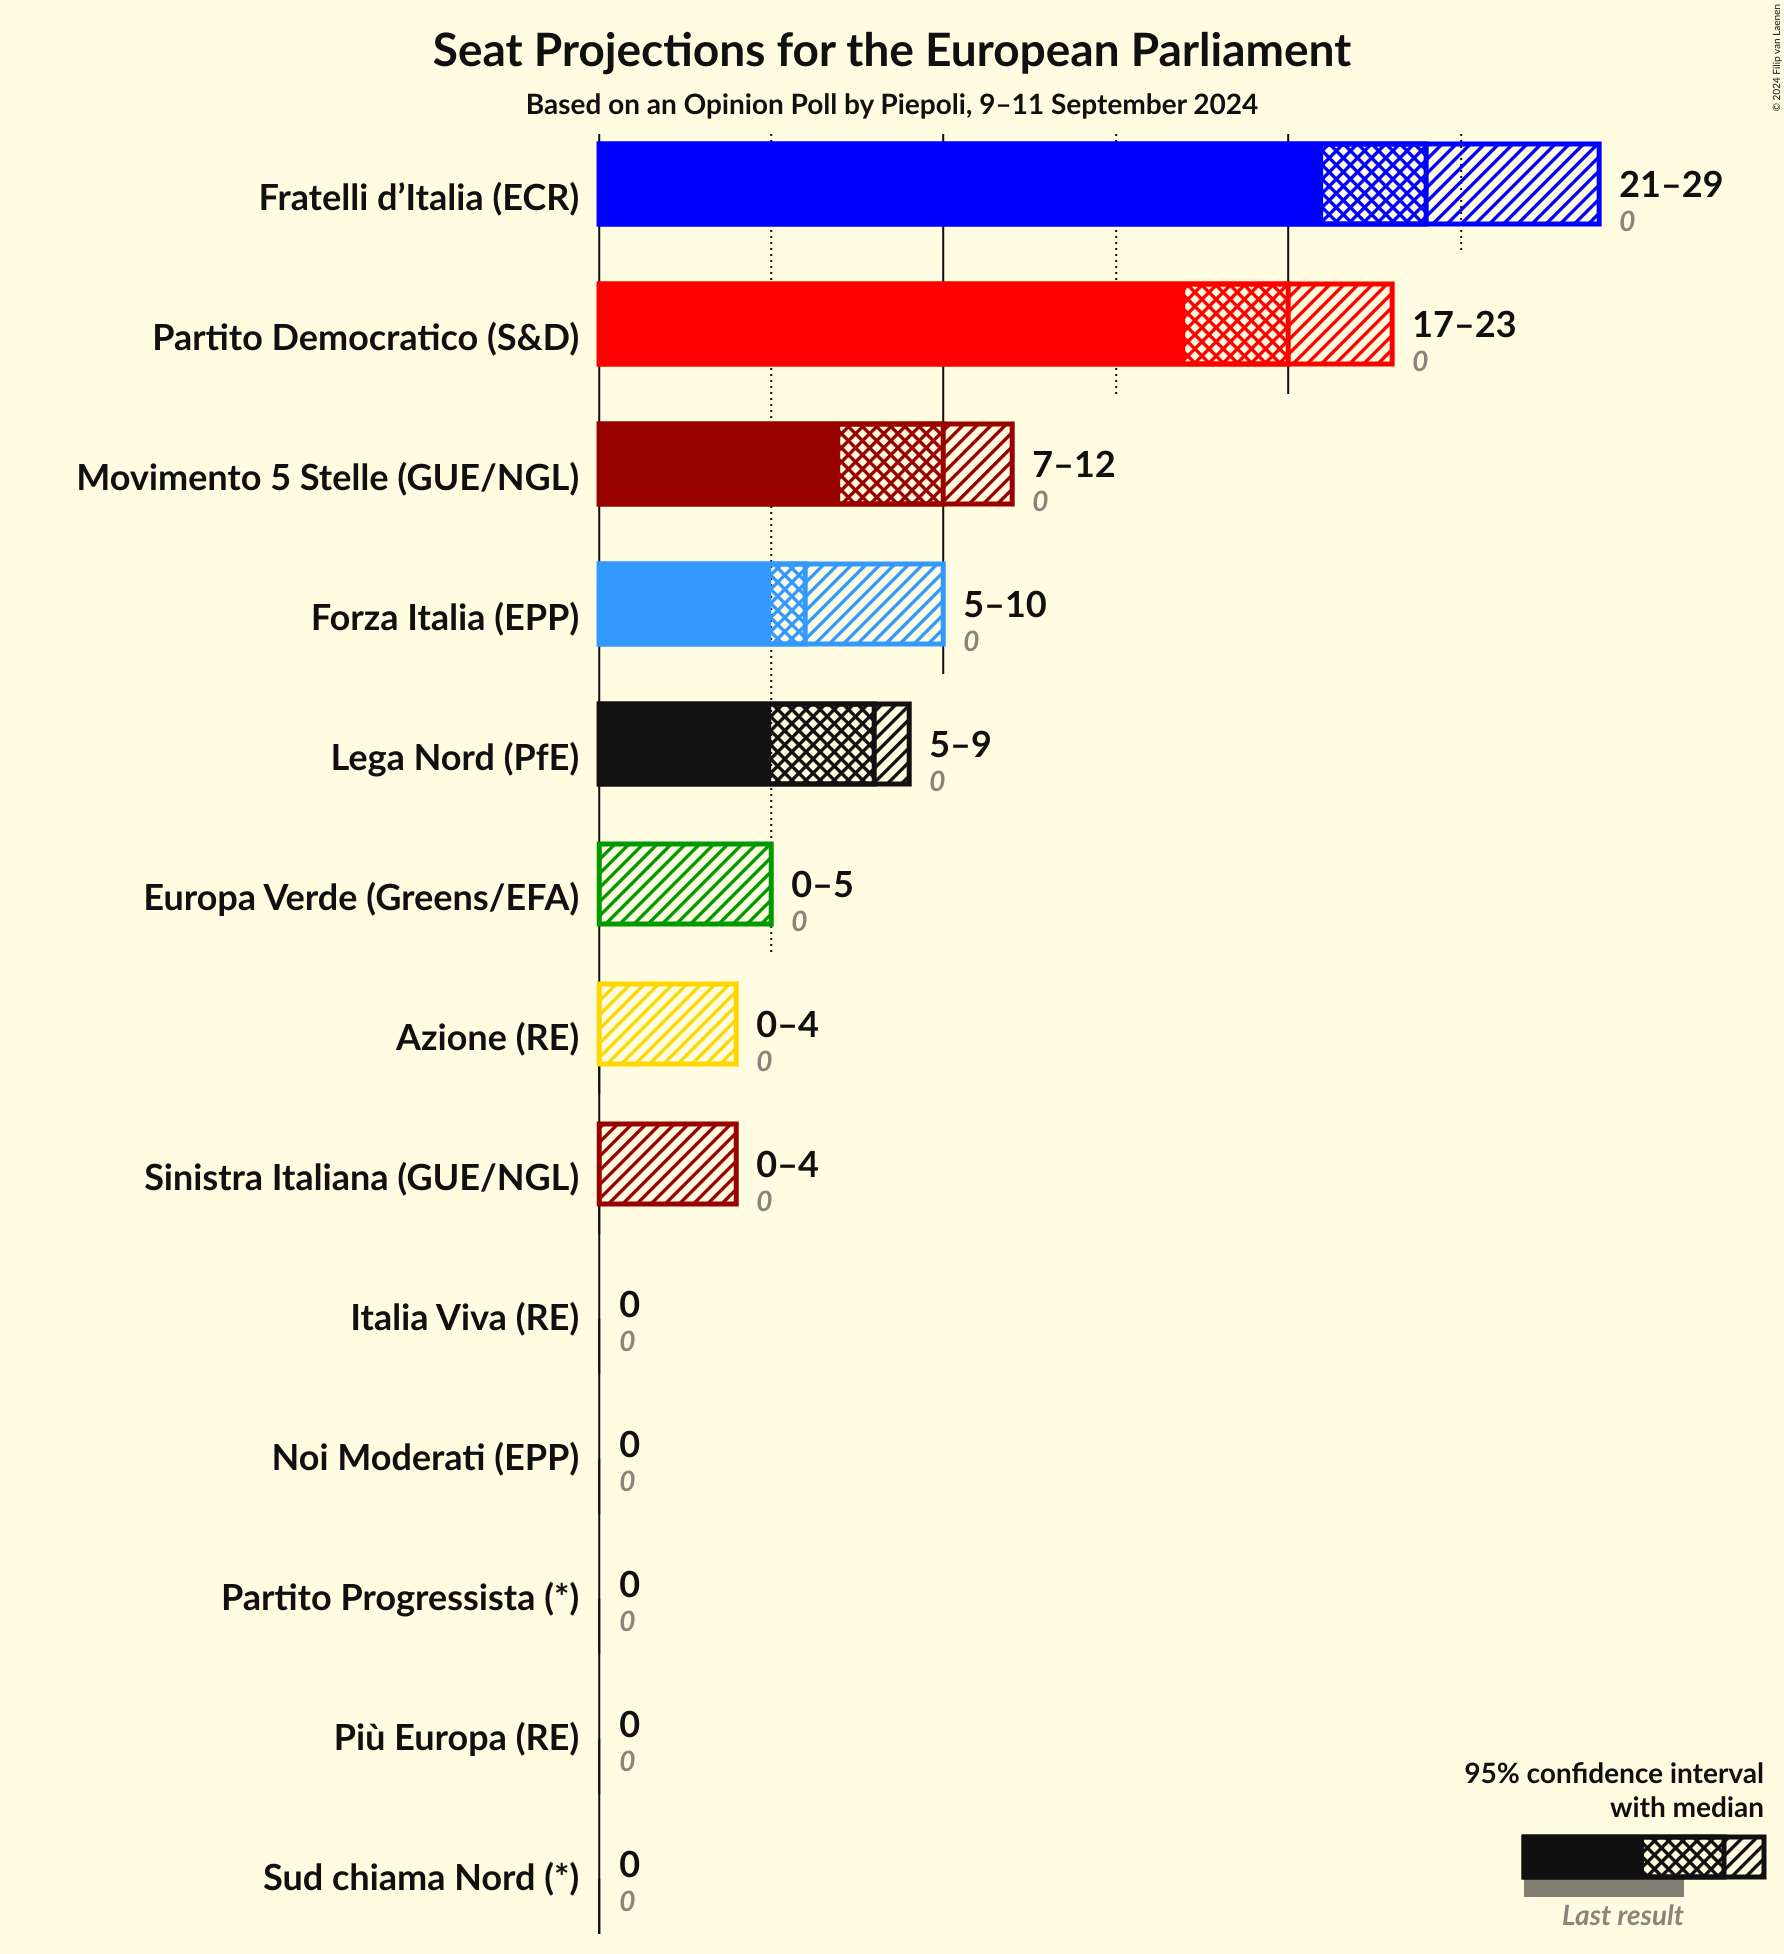 Seat Projections for the European Parliament
Based on an Opinion Poll by Piepoli, 9–11 September 2024
© 2024 Filip van Laenen
Fratelli d’Italia (ECR)
21–29
0
Partito Democratico (S&D)
17–23
0
Movimento 5 Stelle (GUE/NGL)
7–12
0
Forza Italia (EPP)
5–10
0
Lega Nord (PfE)
5–9
0
Europa Verde (Greens/EFA)
0–5
0
Azione (RE)
0–4
0
Sinistra Italiana (GUE/NGL)
0–4
0
Italia Viva (RE)
0
0
Noi Moderati (EPP)
0
0
Partito Progressista (*)
0
0
Più Europa (RE)
0
0
Sud chiama Nord (*)
0
0
95% confidence interval
with median
Last result